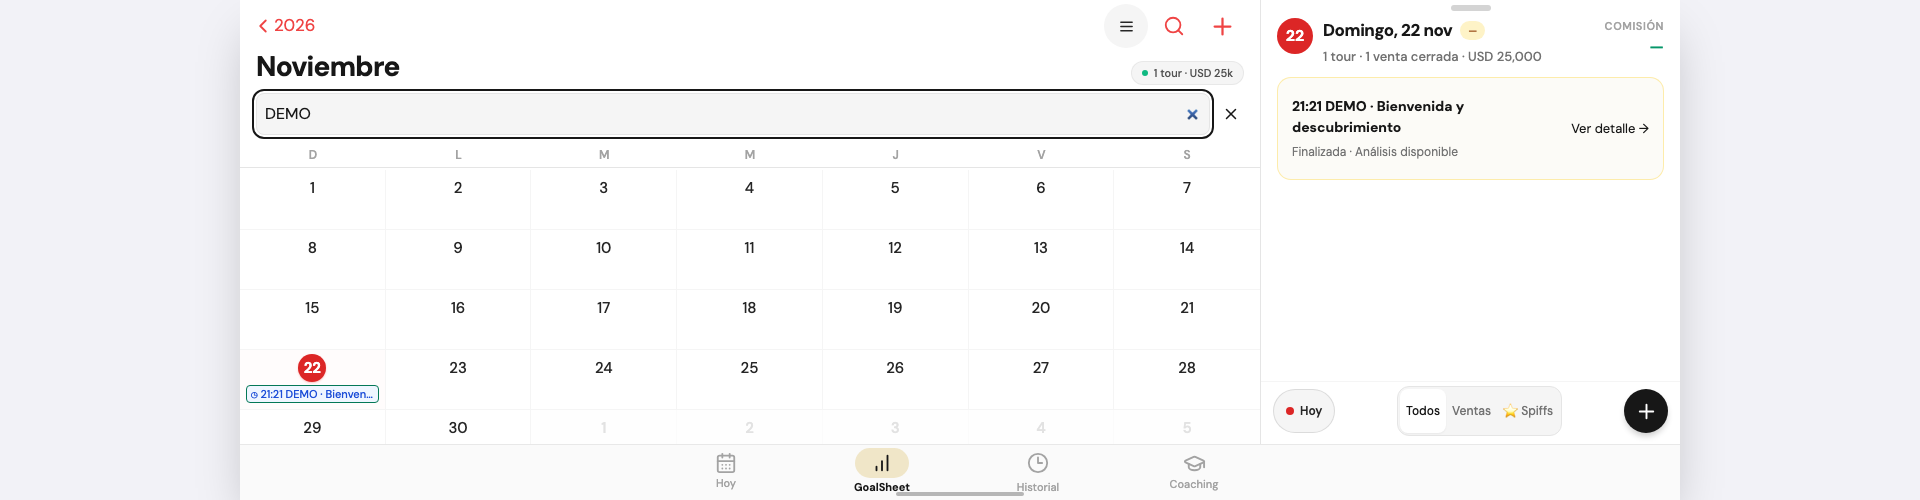 2026
Noviembre
1 tour · USD 25k
DEMO
D L M M J V S
1 2 3 4 5 6 7
8 9 10 11 12 13 14
15 16 17 18 19 20 21
22 23 24 25 26 27 28
21:21 DEMO · Bienven...
29 30 1 2 3 4 5
22
Domingo, 22 nov –
1 tour · 1 venta cerrada · USD 25,000
COMISIÓN
—
21:21 DEMO · Bienvenida y
descubrimiento
Finalizada · Análisis disponible
Ver detalle →
Hoy
Todos Ventas ⭐ Spiffs
Hoy GoalSheet Historial Coaching